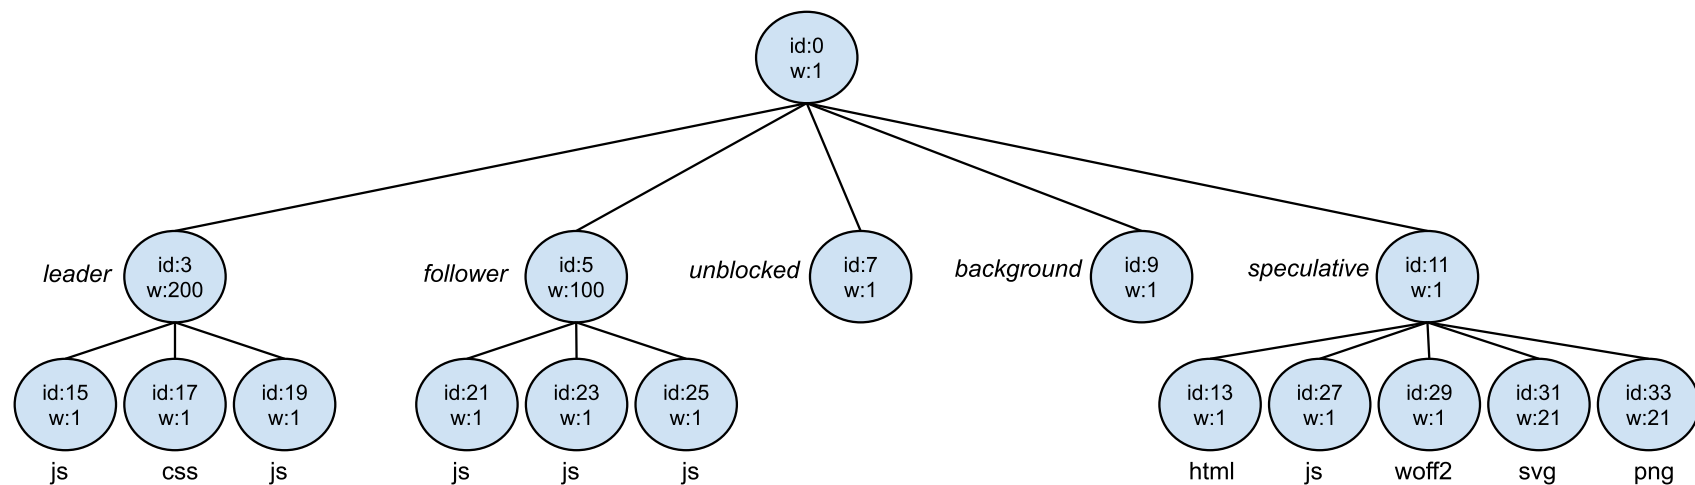 id:0
w:1
leader
id:3
w:200
follower
id:5
w:100
unblocked
id:7
w:1
background
id:9
w:1
speculative
id:11
w:1
id:15
w:1
id:17
w:1
id:19
w:1
id:21
w:1
id:23
w:1
id:25
w:1
id:13
w:1
id:27
w:1
id:29
w:1
id:31
w:21
id:33
w:21
js
css
js
js
js
js
html
js
woff2
svg
png